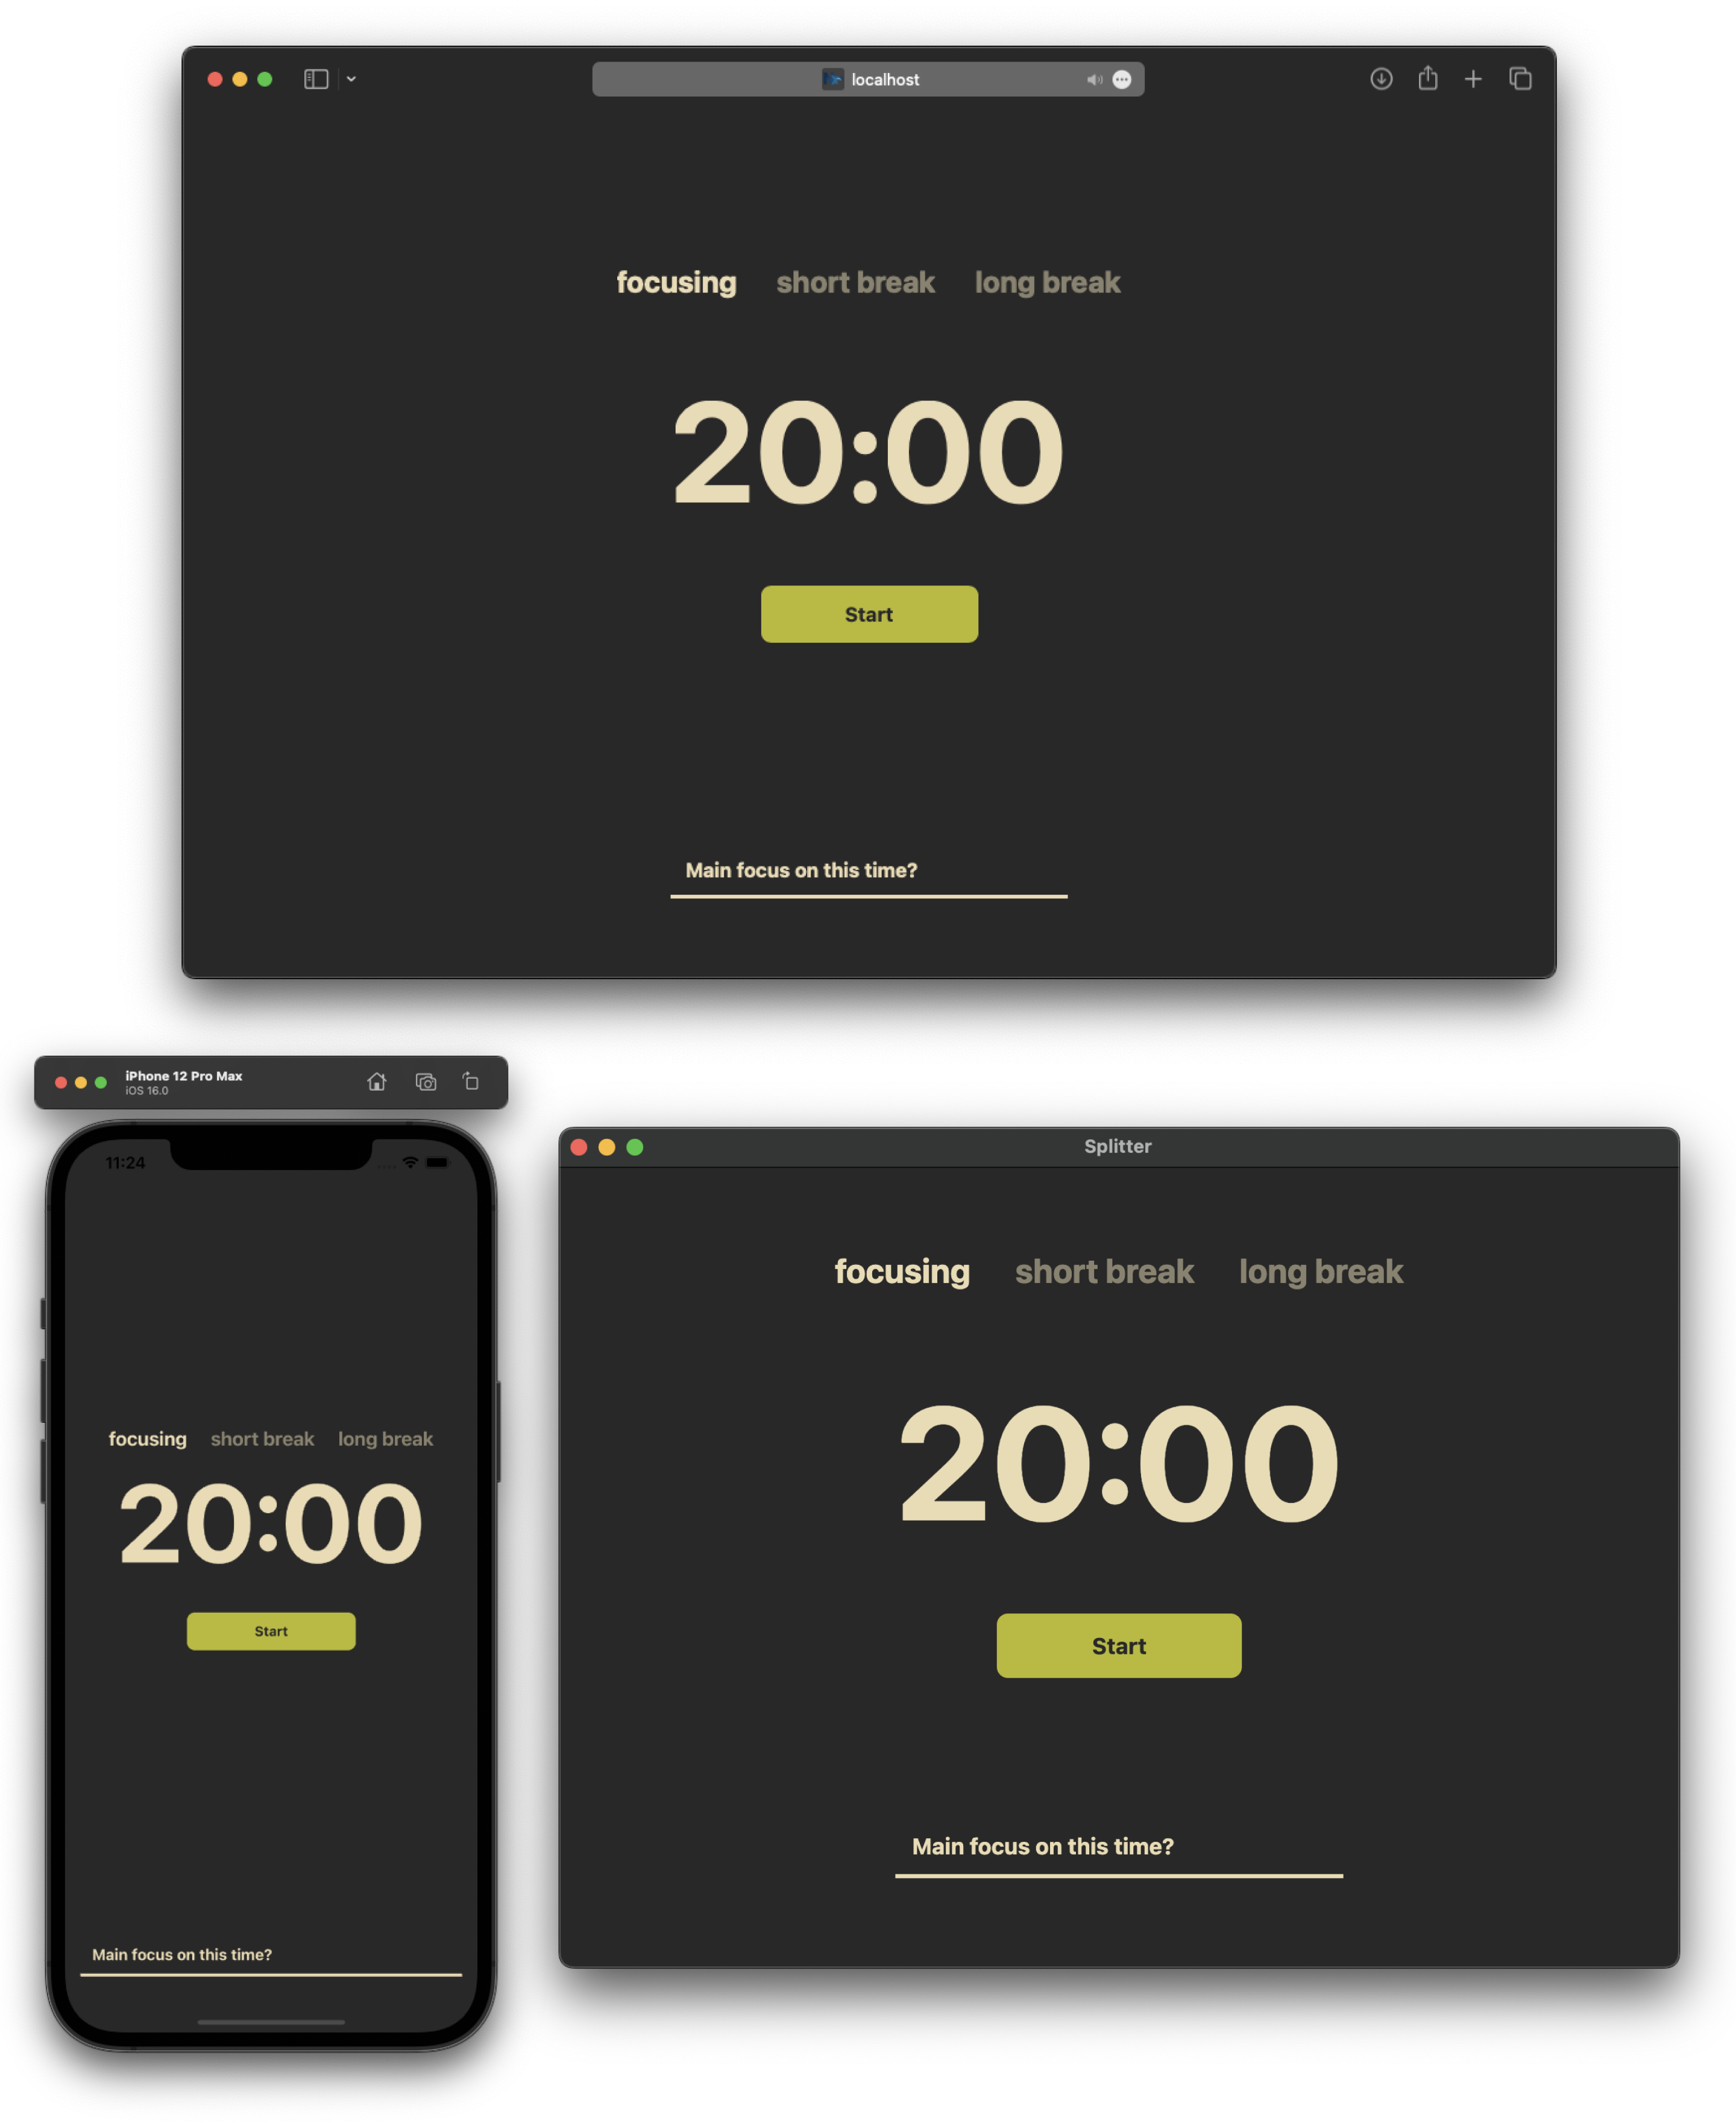 localhost
focusing short break long break
20:00
Start
Main focus on this time?
iPhone 12 Pro Max
iOS 16.0
11:24
focusing short break long break
20:00
Start
Main focus on this time?
Splitter
focusing short break long break
20:00
Start
Main focus on this time?